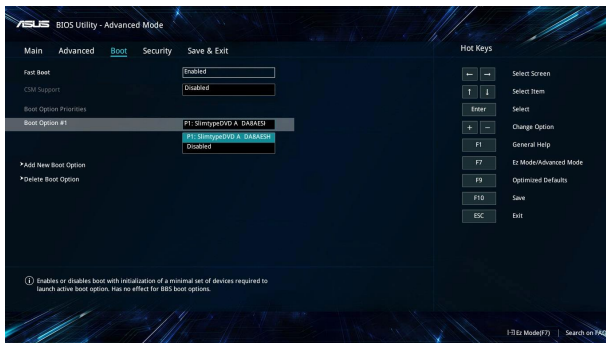 ASUS BIOS Utility - Advanced Mode
Main Advanced Boot Security Save & Exit
Hot Keys
Fast Boot Enabled
CSM Support Disabled
Boot Option Priorities
Boot Option #1 P1: SlimtypeDVD A DA8AESI
P1: SlimtypeDVD A DA8AESH
Disabled
➤Add New Boot Option
➤Delete Boot Option
← → Select Screen
↑ ↓ Select Item
Enter Select
+ − Change Option
F1 General Help
F7 Ez Mode/Advanced Mode
F9 Optimized Defaults
F10 Save
ESC Exit
Enables or disables boot with initialization of a minimal set of devices required to
launch active boot option. Has no effect for BBS boot options.
Ez Mode(F7) | Search on FAQ